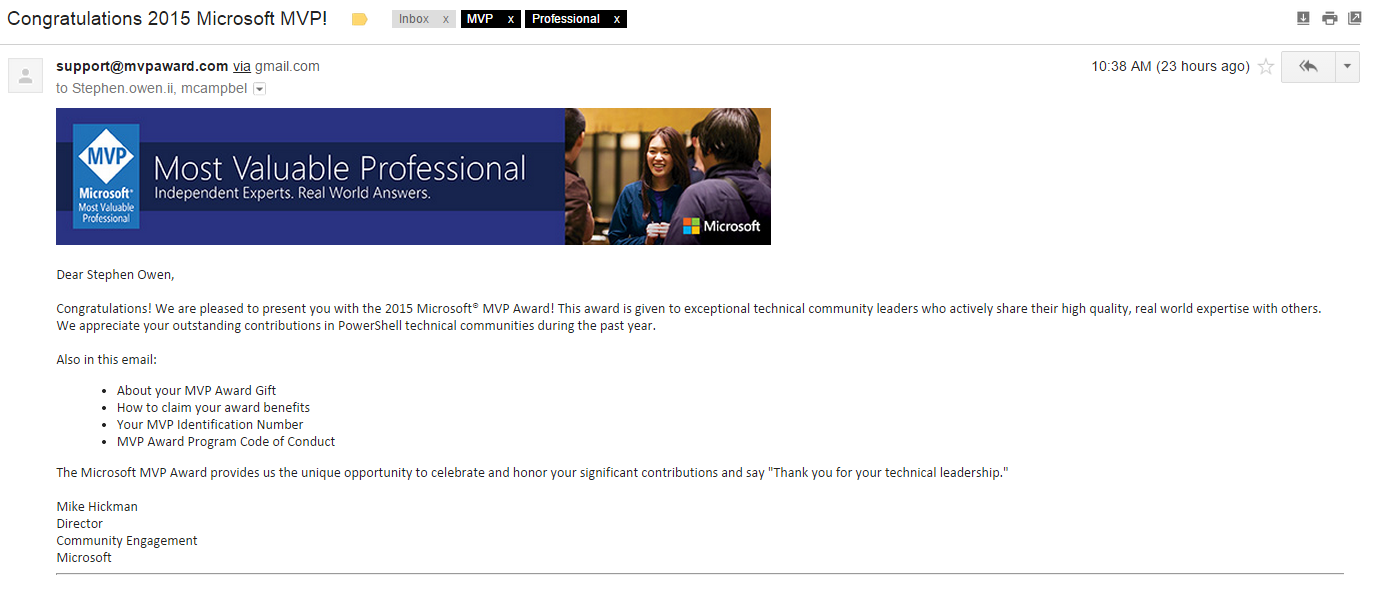 Congratulations 2015 Microsoft MVP!
Inbox x
MVP x
Professional x
support@mvpaward.com via gmail.com
10:38 AM (23 hours ago)
to Stephen.owen.ii, mcampbel
MVP
Microsoft®
Most Valuable
Professional
Most Valuable Professional
Independent Experts. Real World Answers.
Microsoft
Dear Stephen Owen,
Congratulations! We are pleased to present you with the 2015 Microsoft® MVP Award! This award is given to exceptional technical community leaders who actively share their high quality, real world expertise with others.
We appreciate your outstanding contributions in PowerShell technical communities during the past year.
Also in this email:
• About your MVP Award Gift
• How to claim your award benefits
• Your MVP Identification Number
• MVP Award Program Code of Conduct
The Microsoft MVP Award provides us the unique opportunity to celebrate and honor your significant contributions and say "Thank you for your technical leadership."
Mike Hickman
Director
Community Engagement
Microsoft